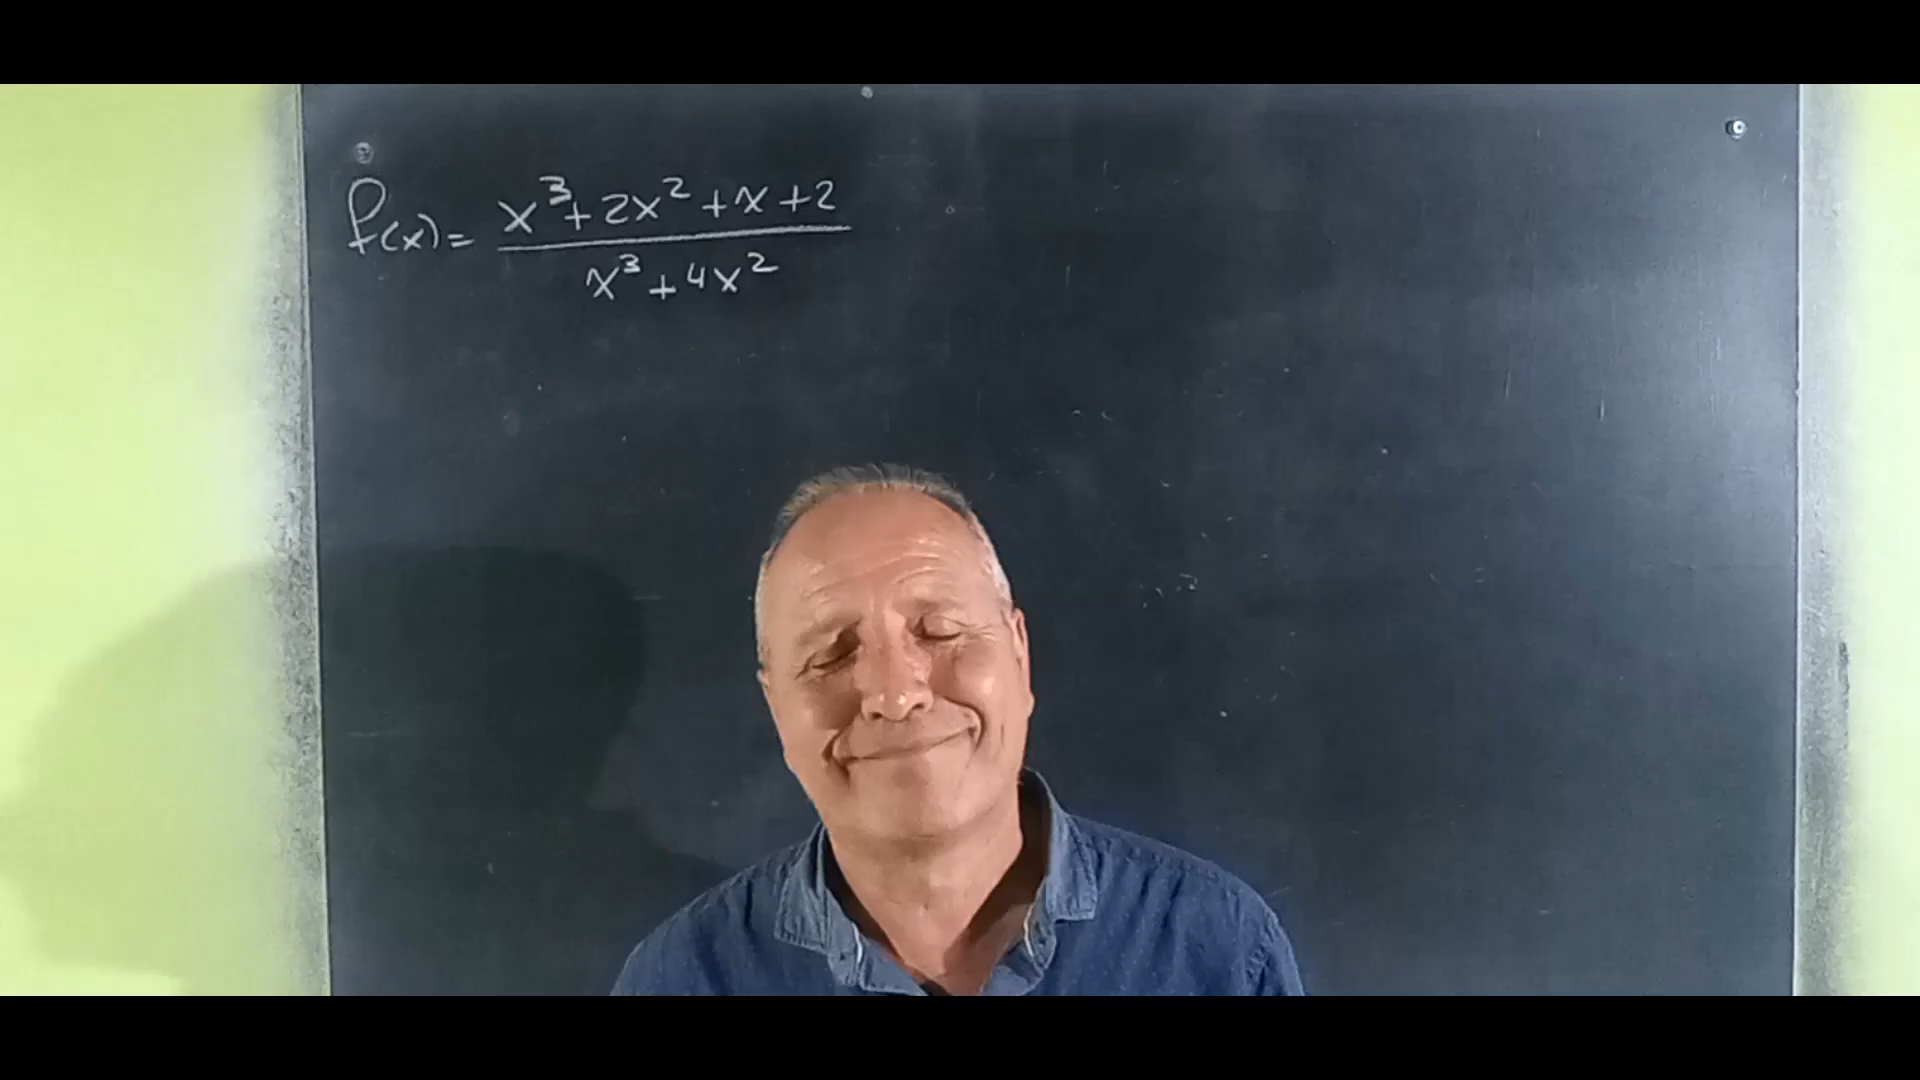 f(x) = x³ + 2x² + x + 2
x³ + 4x²